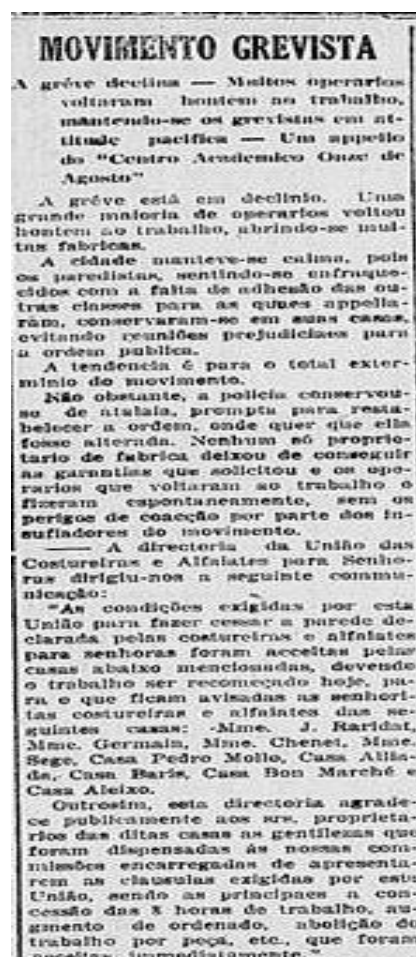 MOVIMENTO GREVISTA
A gréve declina — Muitos operarios
voltaram hontem ao trabalho,
mantendo-se os grevistas em at-
titude pacifica — Um appello
do "Centro Academico Onze de
Agosto"
A gréve está em declinio. Uma
grande maioria de operarios voltou
hontem ao trabalho, abrindo-se mui-
tas fabricas.
A cidade manteve-se calma, pois
os paredistas, sentindo-se enfraque-
cidos com a falta de adhesão das ou-
tras classes para as quaes appella-
ram, conservaram-se em suas casas,
evitando reuniões prejudiciaes para
a ordem publica.
A tendencia é para o total exter-
minio do movimento.
Não obstante, a policia conservou-
se de atalaia, prompta para resta-
belecer a ordem, onde quer que ella
fosse alterada. Nenhum só proprie-
tario de fabrica deixou de conseguir
as garantias que solicitou e os ope-
rarios que voltaram ao trabalho o
fizeram espontaneamente, sem os
perigos de coacção por parte dos in-
sufladores do movimento.
—— A directoria da União das
Costureiras e Alfaiates para Senho-
ras dirigiu-nos a seguinte commu-
nicação:
"As condições exigidas por esta
União para fazer cessar a parede de-
clarada pelas costureiras e alfaiates
para senhoras foram acceitas pelas
casas abaixo mencionadas, devendo
o trabalho ser recomeçado hoje, pa-
ra o que ficam avisadas as senhori-
tas costureiras e alfaiates das se-
guintes casas: -Mme. J. Raridat,
Mme. Germain, Mme. Chenet, Mme.
Sege, Casa Pedro Mollo, Casa Allia-
da, Casa Baris, Casa Bon Marché e
Casa Aleixo.
Outrosim, esta directoria agrade-
ce publicamente aos srs. proprieta-
rios das ditas casas as gentilezas que
foram dispensadas ás nossas com-
missões encarregadas de apresenta-
rem as clausulas exigidas por esta
União, sendo as principaes a con-
cessão das 8 horas de trabalho, au-
gmento de ordenado, abolição do
trabalho por peça, etc., que foram
acceitas immediatamente."